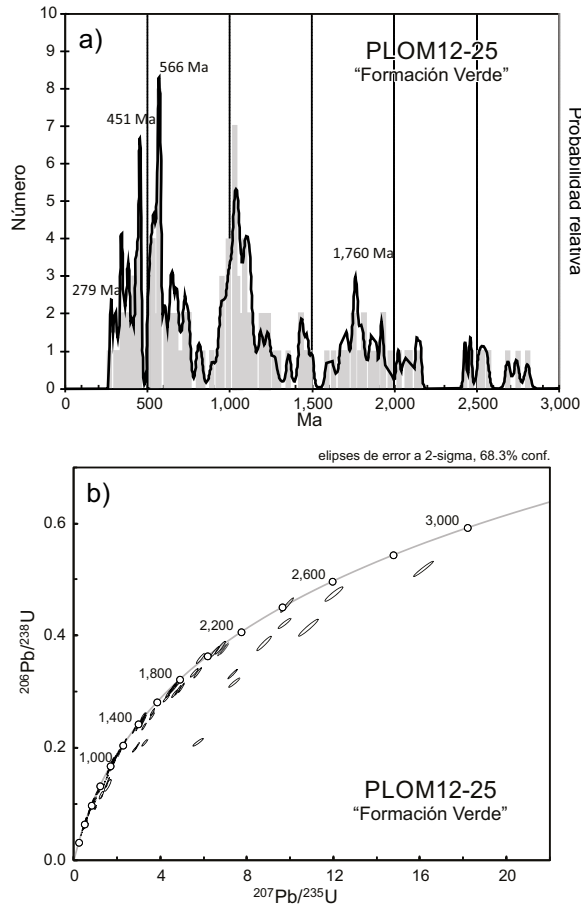 a)
PLOM12-25
“Formación Verde”
566 Ma
451 Ma
1,760 Ma
279 Ma
Número
Probabilidad relativa
10
9
8
7
6
5
4
3
2
1
0
0 500 1,000 1,500 2,000 2,500 3,000
Ma
elipses de error a 2-sigma, 68.3% conf.
b)
3,000
2,600
2,200
1,800
1,400
1,000
PLOM12-25
“Formación Verde”
206Pb/238U
0.6
0.4
0.2
0.0
0 4 8 12 16 20
207Pb/235U